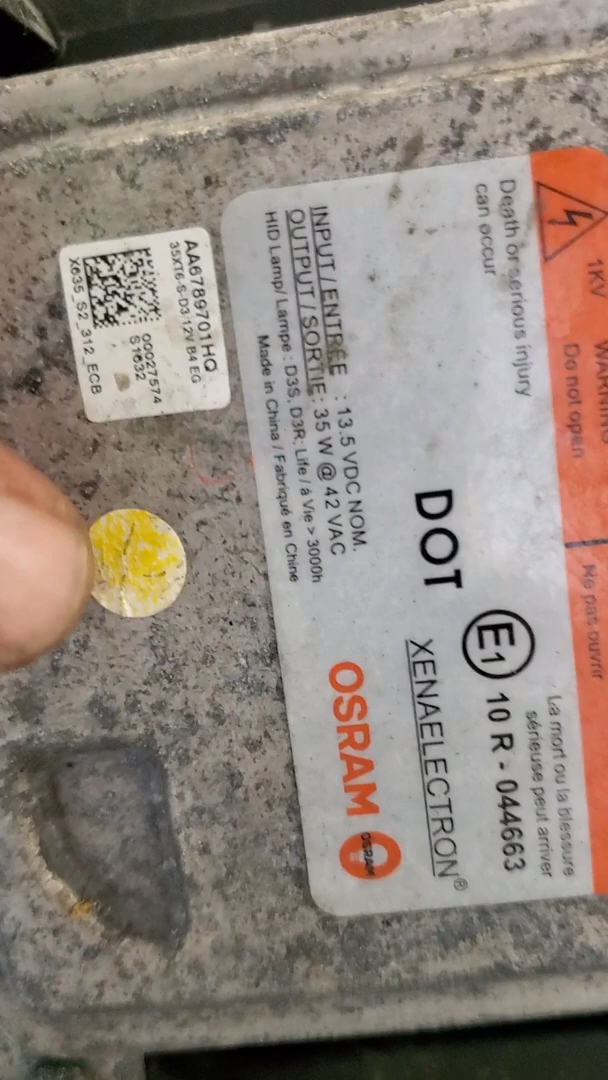 WARNING
1KV
Do not open
Ne pas ouvrir
Death or serious injury
can occur
La mort ou la blessure
sérieuse peut arriver
DOT
E1
10 R - 044663
XENAELECTRON®
OSRAM
OSRAM
INPUT / ENTRÉE : 13.5 VDC NOM.
OUTPUT / SORTIE : 35 W @ 42 VAC
HID Lamp/ Lampe : D3S, D3R; Life / à Vie > 3000h
Made in China / Fabriqué en Chine
AA6789701HQ
35XT6-S-D3/12V B4 EG
00027574
S1632
X635_S2_312_ECB